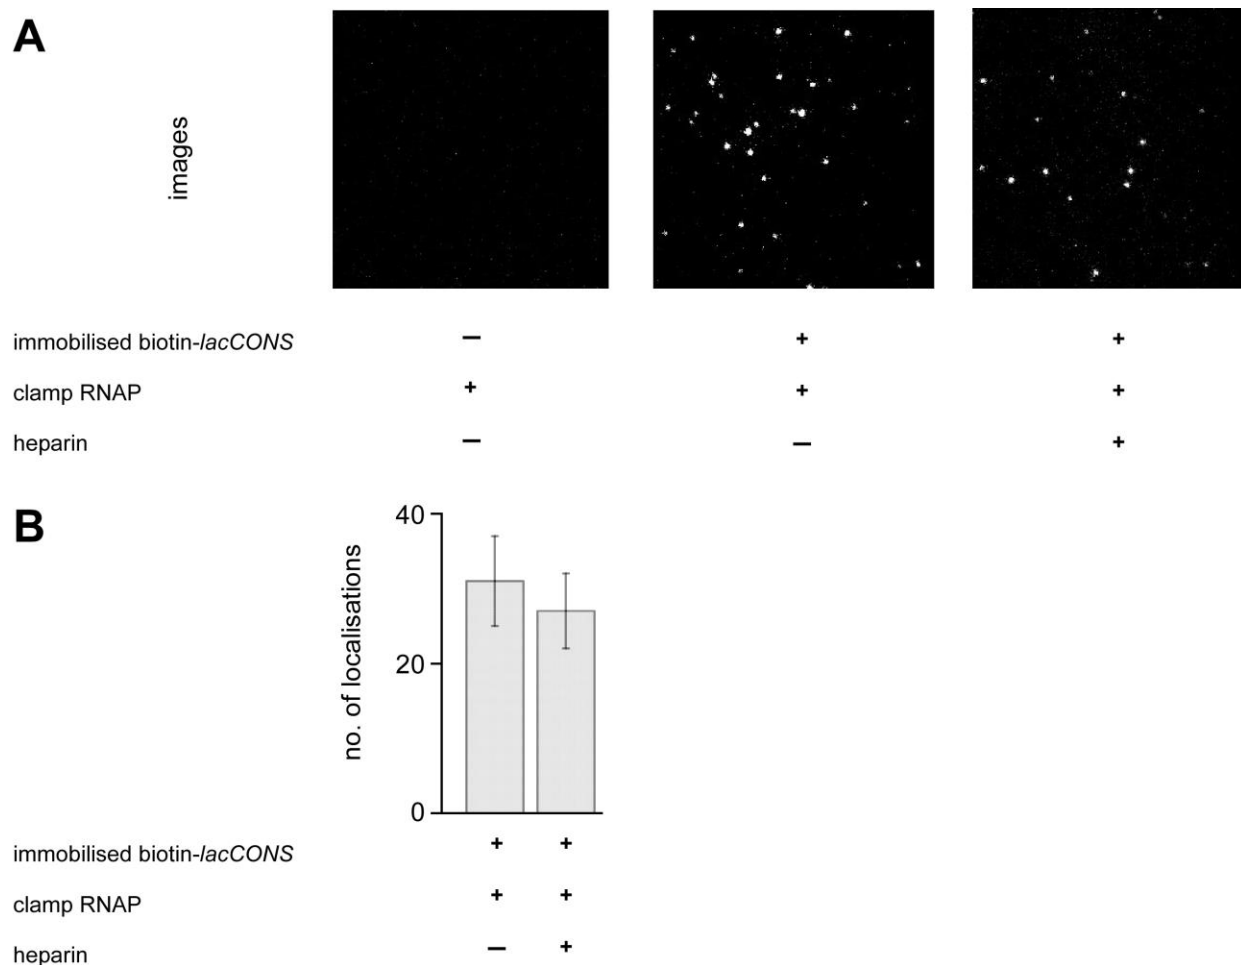 A
images
immobilised biotin-lacCONS — + +
clamp RNAP + + +
heparin — — +
B
no. of localisations
40
20
0
immobilised biotin-lacCONS + +
clamp RNAP + +
heparin — +